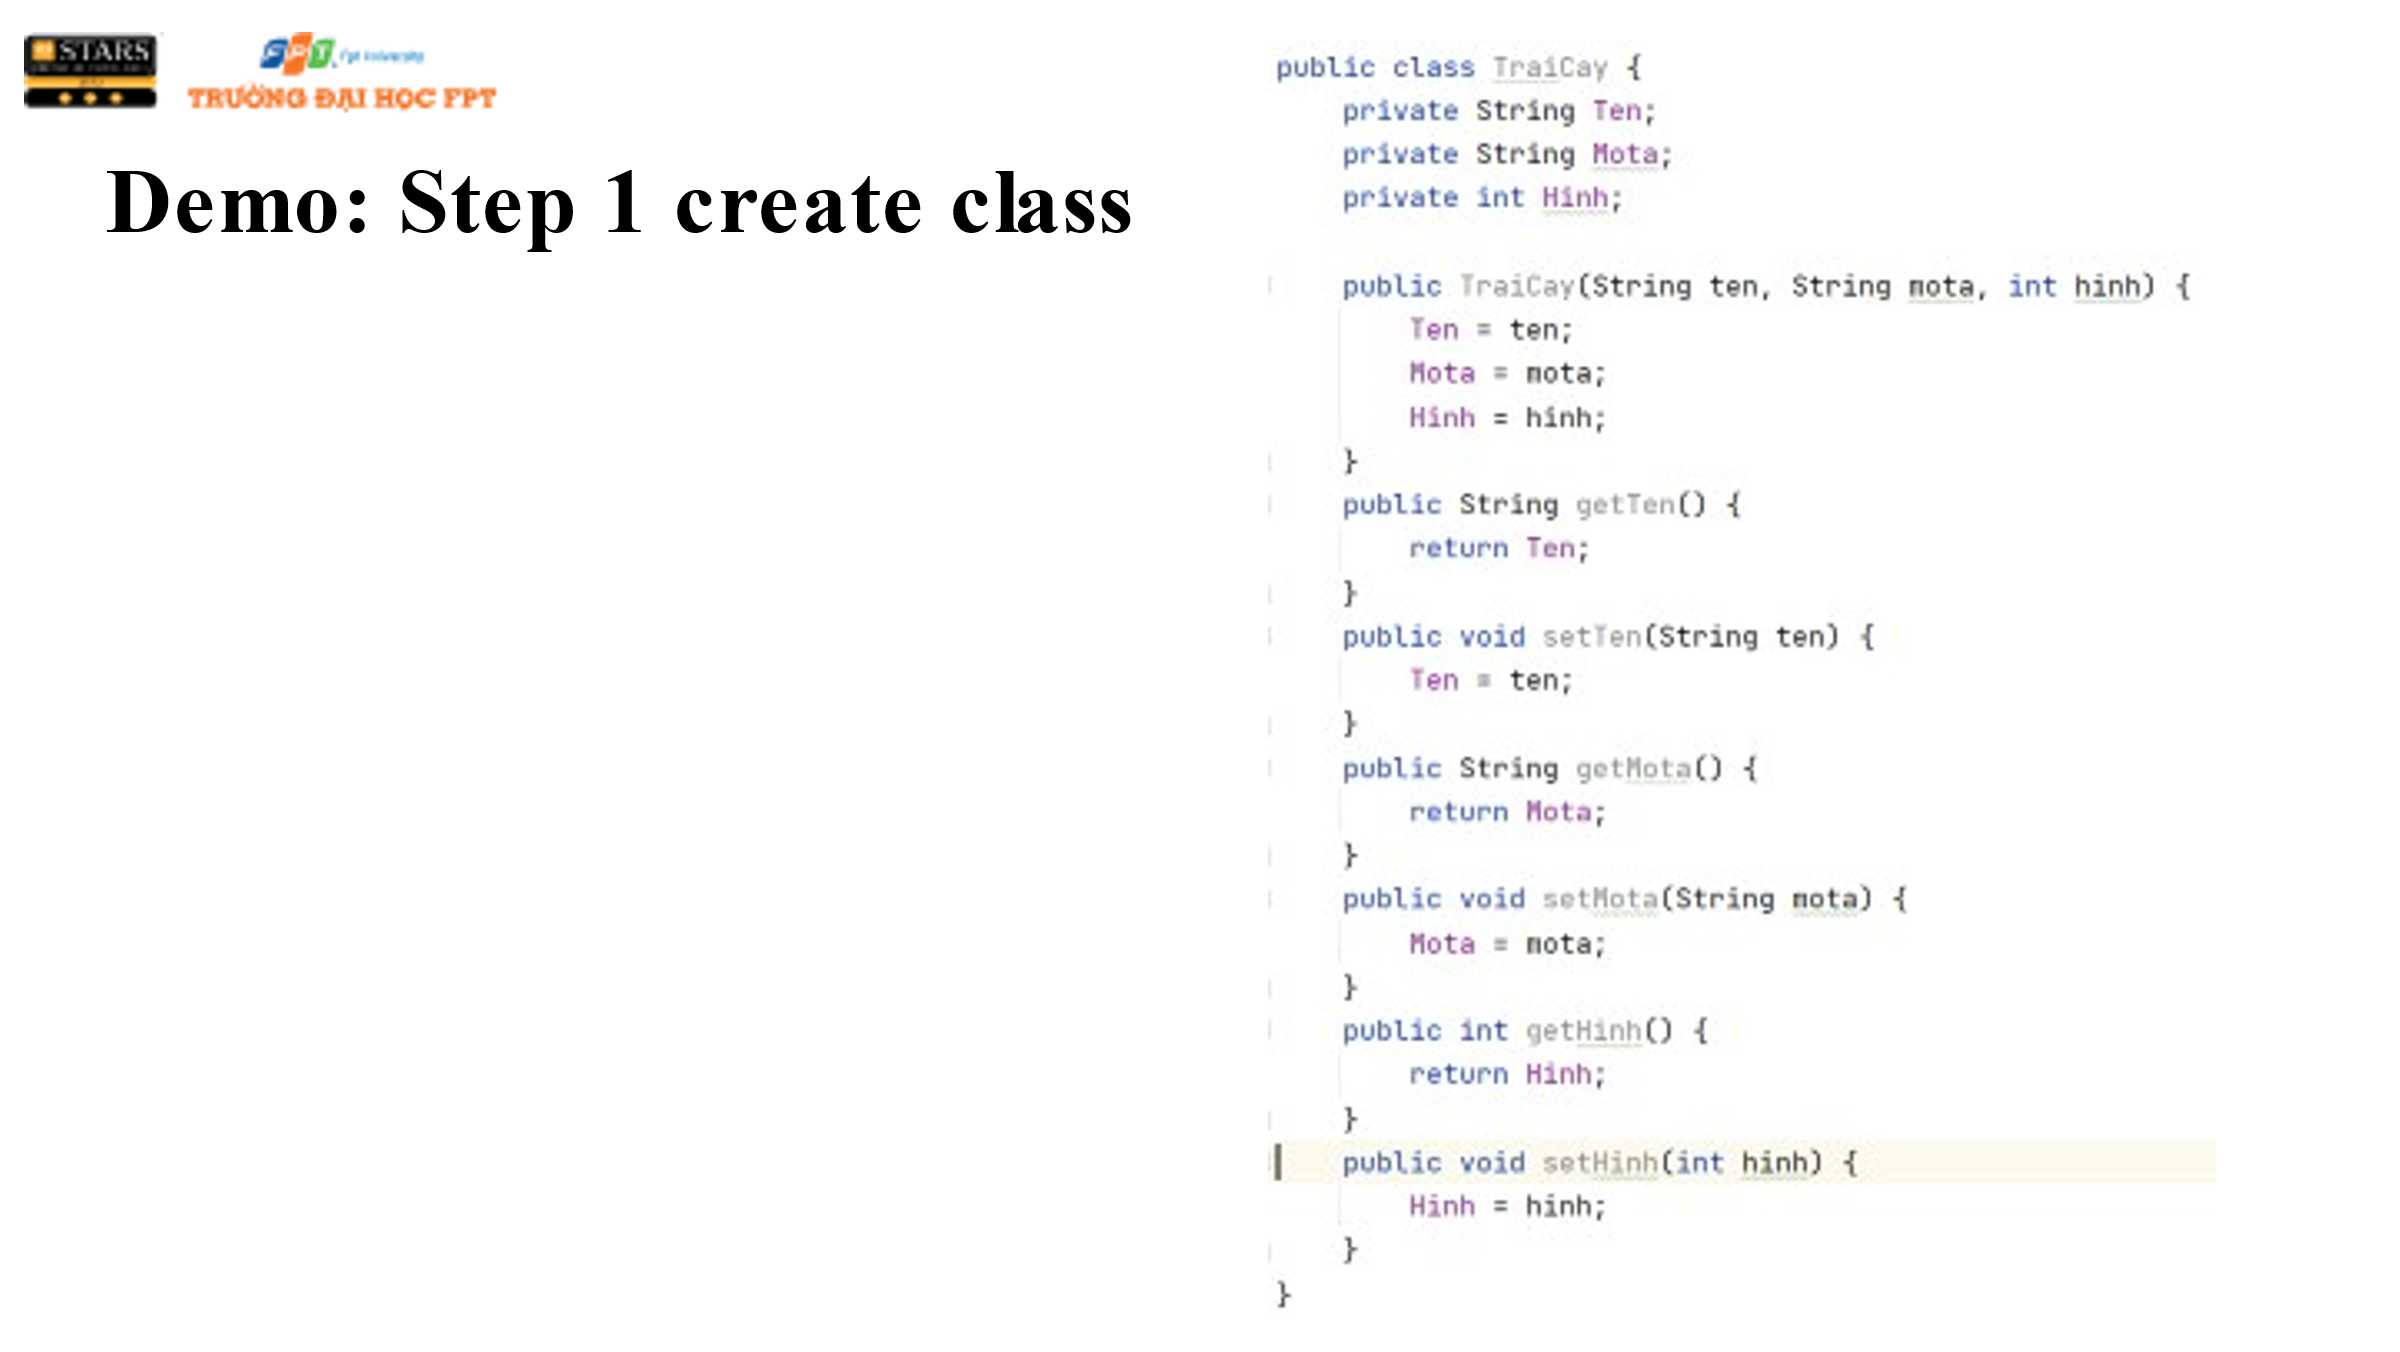 STARS
FPT Fpt University
TRƯỜNG ĐẠI HỌC FPT
Demo: Step 1 create class
public class TraiCay {
    private String Ten;
    private String Mota;
    private int Hinh;

    public TraiCay(String ten, String mota, int hinh) {
        Ten = ten;
        Mota = mota;
        Hinh = hinh;
    }
    public String getTen() {
        return Ten;
    }
    public void setTen(String ten) {
        Ten = ten;
    }
    public String getMota() {
        return Mota;
    }
    public void setMota(String mota) {
        Mota = mota;
    }
    public int getHinh() {
        return Hinh;
    }
    public void setHinh(int hinh) {
        Hinh = hinh;
    }
}